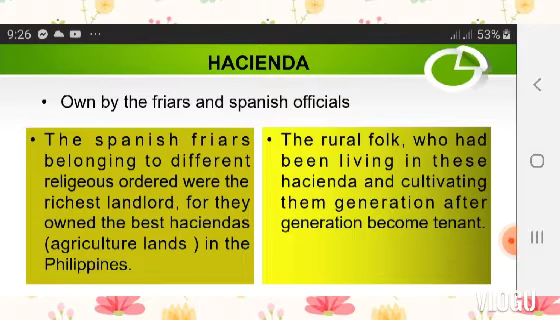 9:26 ... 53%
HACIENDA
• Own by the friars and spanish officials
• The spanish friars
belonging to different
religeous ordered were the
richest landlord, for they
owned the best haciendas
(agriculture lands ) in the
Philippines.
• The rural folk, who had
been living in these
hacienda and cultivating
them generation after
generation become tenant.
VLOGU